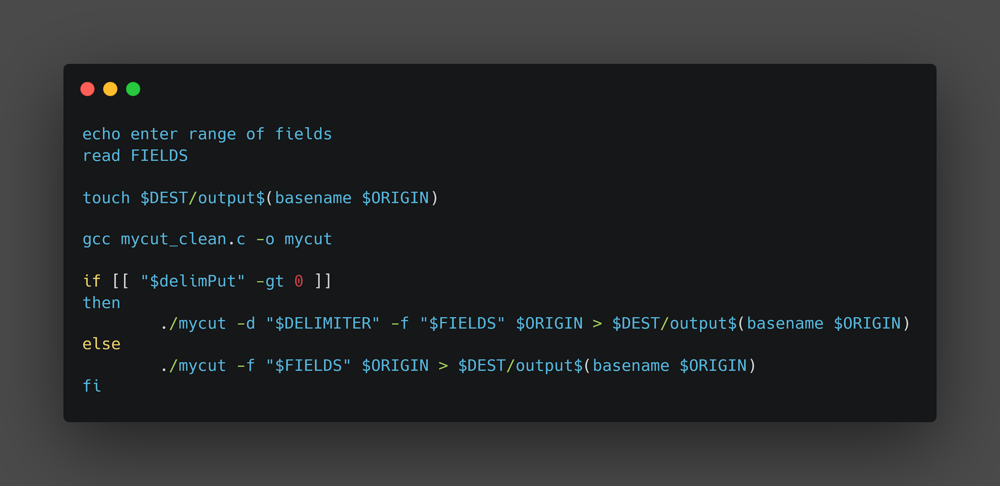 echo enter range of fields
read FIELDS
touch $DEST/output$(basename $ORIGIN)
gcc mycut_clean.c -o mycut
if [[ "$delimPut" -gt 0 ]]
then
        ./mycut -d "$DELIMITER" -f "$FIELDS" $ORIGIN > $DEST/output$(basename $ORIGIN)
else
        ./mycut -f "$FIELDS" $ORIGIN > $DEST/output$(basename $ORIGIN)
fi